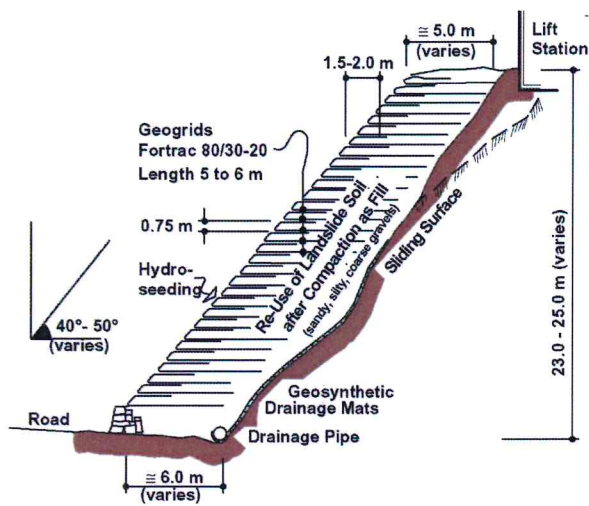 ≅ 5.0 m
(varies)
Lift
Station
1.5-2.0 m
Geogrids
Fortrac 80/30-20
Length 5 to 6 m
0.75 m
Hydro-
seeding
Re-Use of Landslide Soil
after Compaction as Fill
(sandy, silty, coarse gravels)
Sliding Surface
23.0 - 25.0 m (varies)
40°- 50°
(varies)
Geosynthetic
Drainage Mats
Road
Drainage Pipe
≅ 6.0 m
(varies)